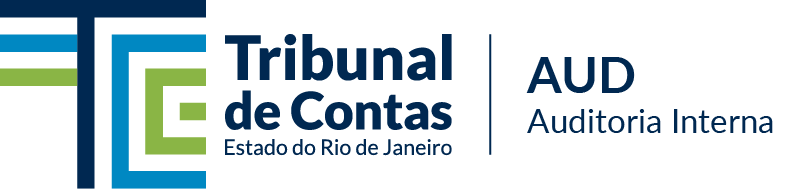 Tribunal
de Contas
Estado do Rio de Janeiro
AUD
Auditoria Interna